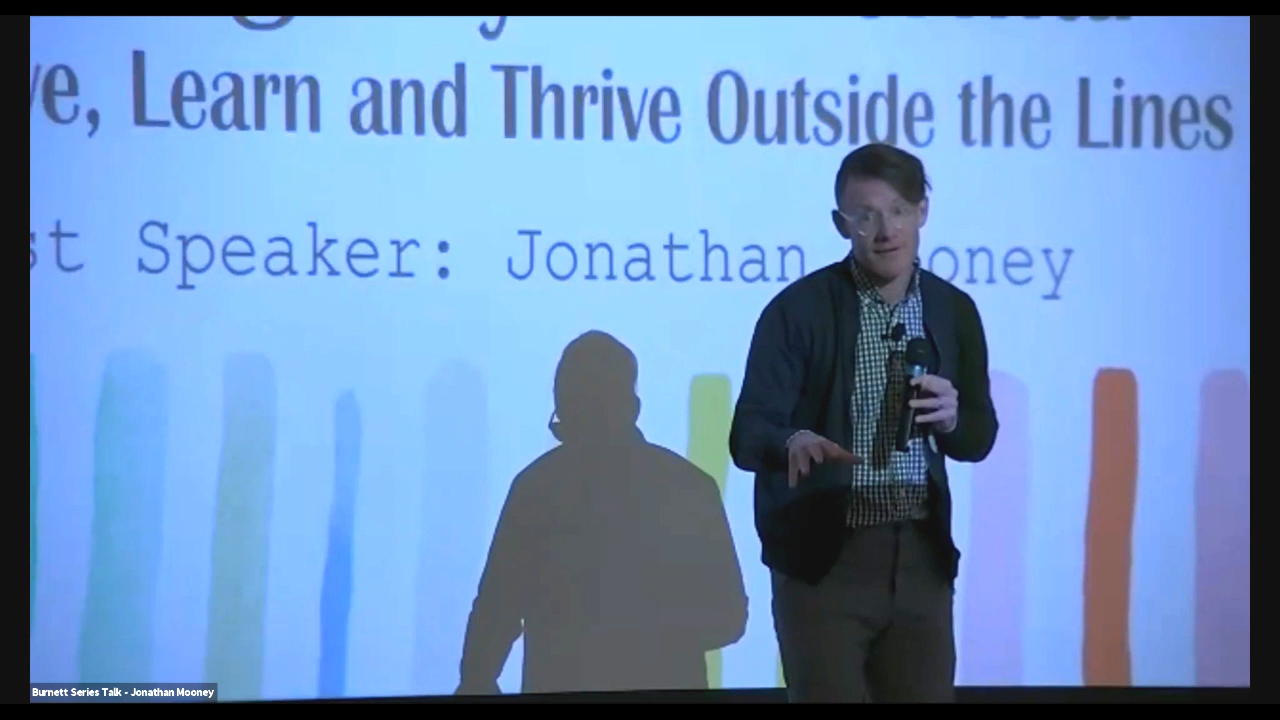 ve, Learn and Thrive Outside the Lines
st Speaker: Jonathan oney
Burnett Series Talk - Jonathan Mooney